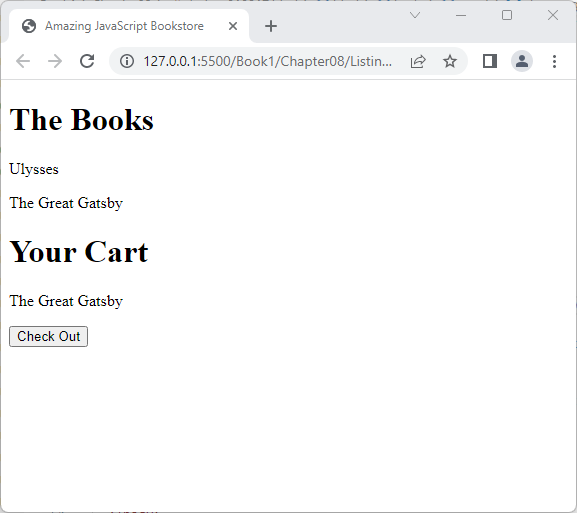 Amazing JavaScript Bookstore
127.0.0.1:5500/Book1/Chapter08/Listin...
The Books
Ulysses
The Great Gatsby
Your Cart
The Great Gatsby
Check Out